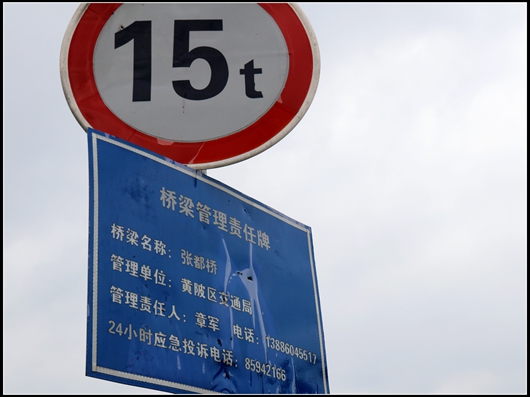 15t
桥梁管理责任牌
桥梁名称：张都桥
管理单位：黄陂区交通局
管理责任人：章军 电话：13886045517
24小时应急投诉电话：85942166